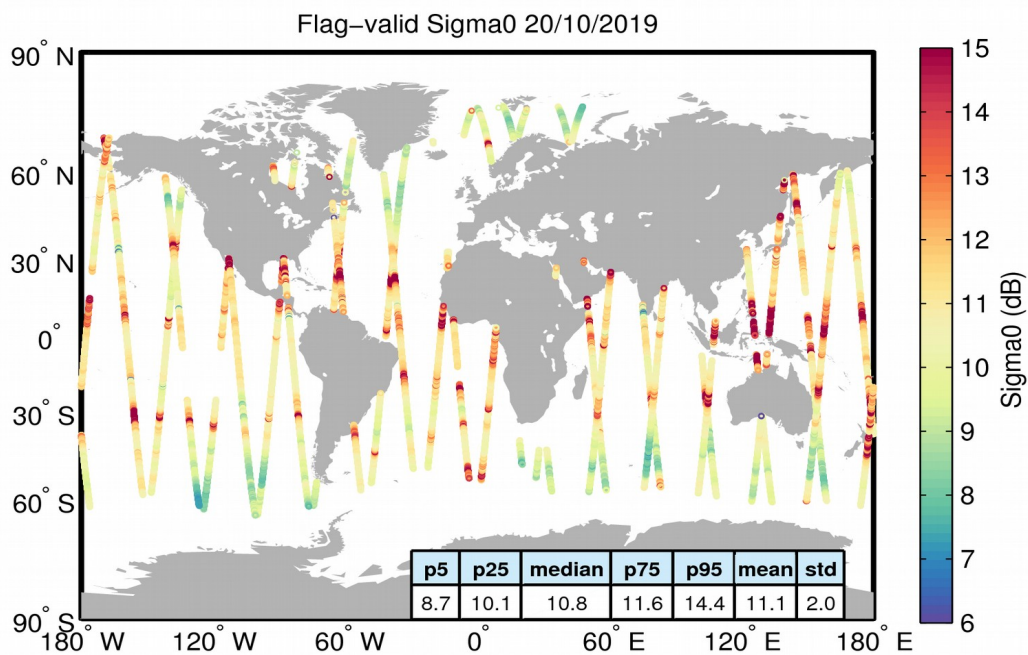 Flag−valid Sigma0 20/10/2019
90° N
60° N
30° N
0°
30° S
60° S
90° S
180° W
120° W
60° W
0°
60° E
120° E
180° E
p5 p25 median p75 p95 mean std
8.7 10.1 10.8 11.6 14.4 11.1 2.0
15
14
13
12
11
10
9
8
7
6
Sigma0 (dB)